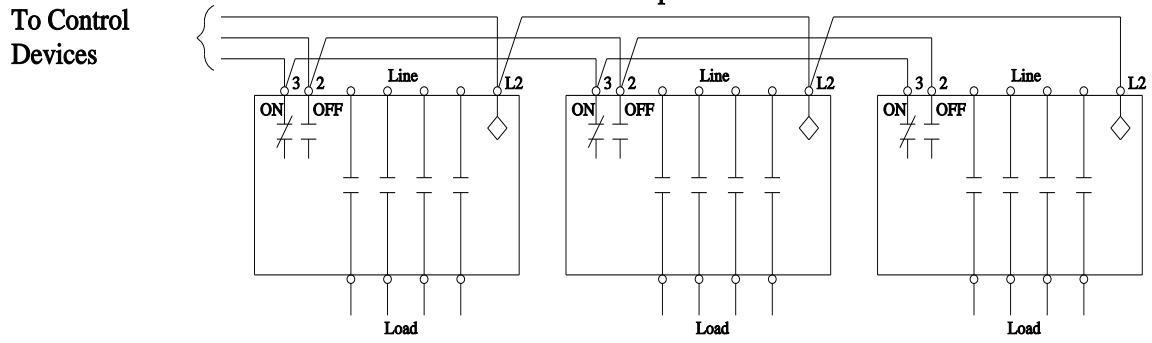 To Control
Devices
3 2 Line L2
ON OFF
Load
3 2 Line L2
ON OFF
Load
3 2 Line L2
ON OFF
Load